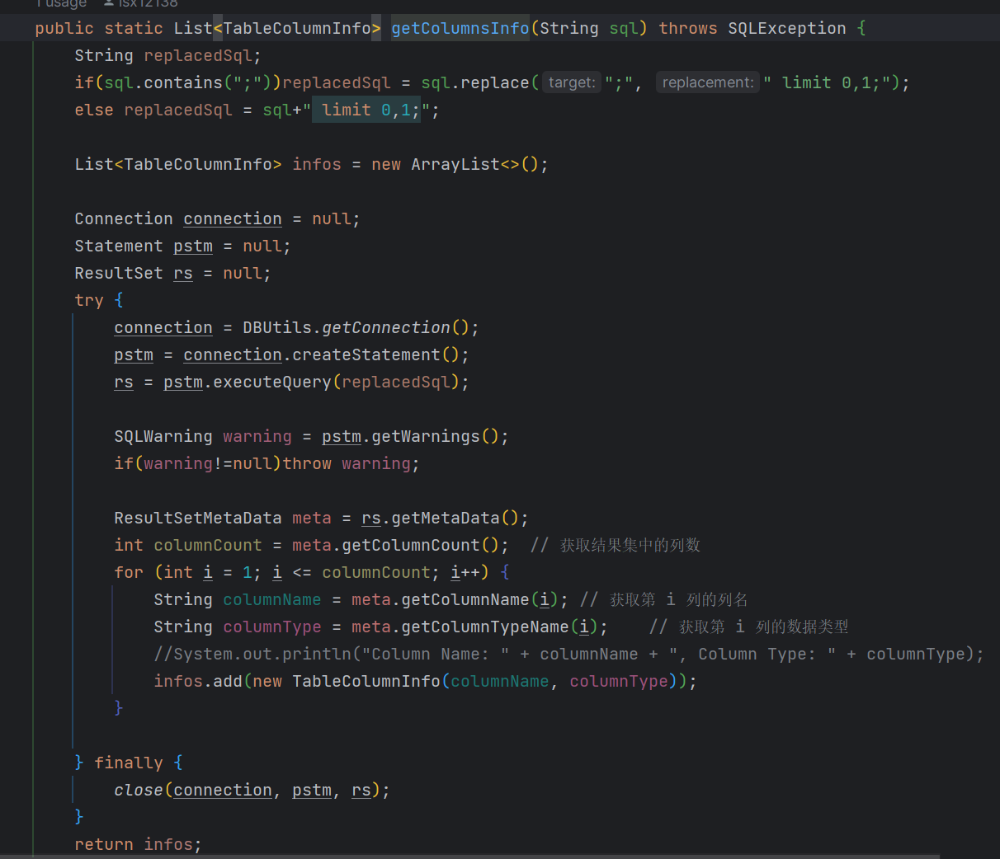 1 usage lsx12138
public static List<TableColumnInfo> getColumnsInfo(String sql) throws SQLException {
String replacedSql;
if(sql.contains(";"))replacedSql = sql.replace( target: ";", replacement: " limit 0,1;");
else replacedSql = sql+" limit 0,1;";
List<TableColumnInfo> infos = new ArrayList<>();
Connection connection = null;
Statement pstm = null;
ResultSet rs = null;
try {
connection = DBUtils.getConnection();
pstm = connection.createStatement();
rs = pstm.executeQuery(replacedSql);
SQLWarning warning = pstm.getWarnings();
if(warning!=null)throw warning;
ResultSetMetaData meta = rs.getMetaData();
int columnCount = meta.getColumnCount();  // 获取结果集中的列数
for (int i = 1; i <= columnCount; i++) {
String columnName = meta.getColumnName(i); // 获取第 i 列的列名
String columnType = meta.getColumnTypeName(i);    // 获取第 i 列的数据类型
//System.out.println("Column Name: " + columnName + ", Column Type: " + columnType);
infos.add(new TableColumnInfo(columnName, columnType));
}
} finally {
close(connection, pstm, rs);
}
return infos;